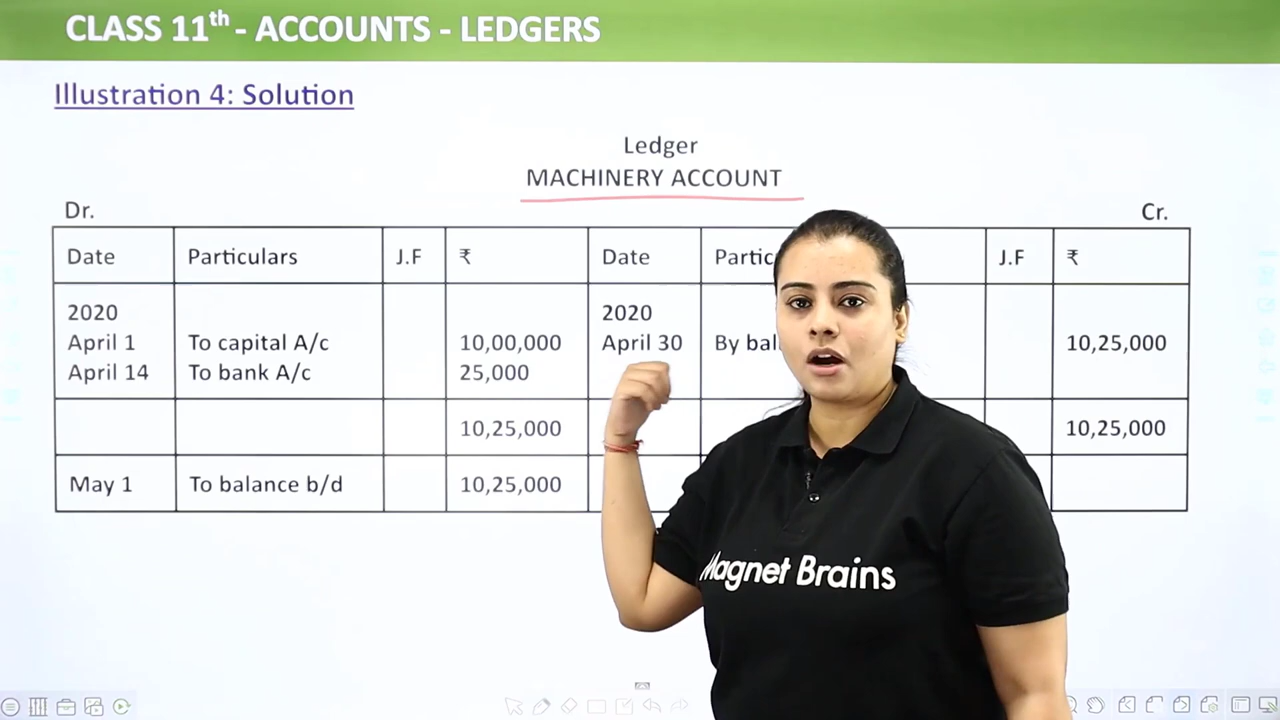 CLASS 11th - ACCOUNTS - LEDGERS
Illustration 4: Solution
Ledger
MACHINERY ACCOUNT
Dr. Cr.
Date Particulars J.F ₹ Date J.F ₹
2020 2020
April 1 To capital A/c 10,00,000 April 30 By 10,25,000
April 14 To bank A/c 25,000
10,25,000 10,25,000
May 1 To balance b/d 10,25,000
Magnet Brains